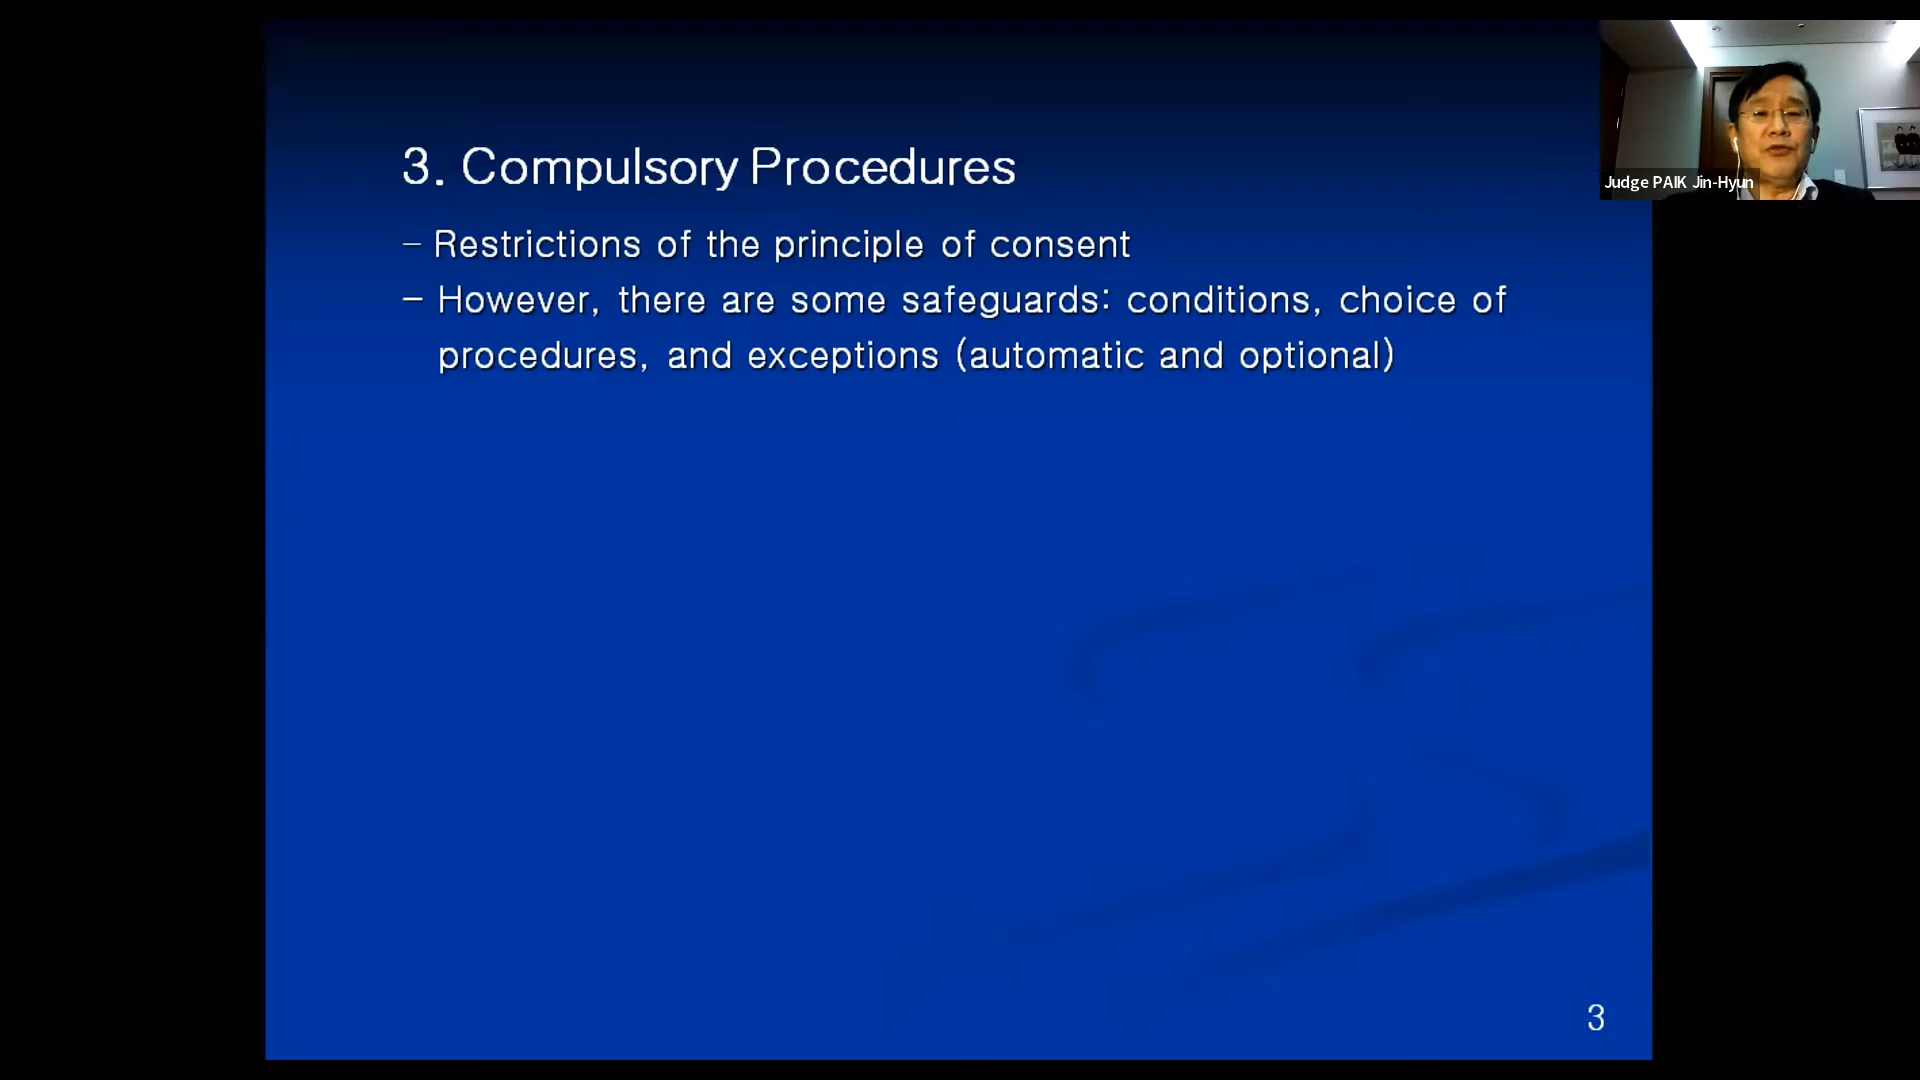 3. Compulsory Procedures
– Restrictions of the principle of consent
– However, there are some safeguards: conditions, choice of
procedures, and exceptions (automatic and optional)
Judge PAIK Jin-Hyun
3